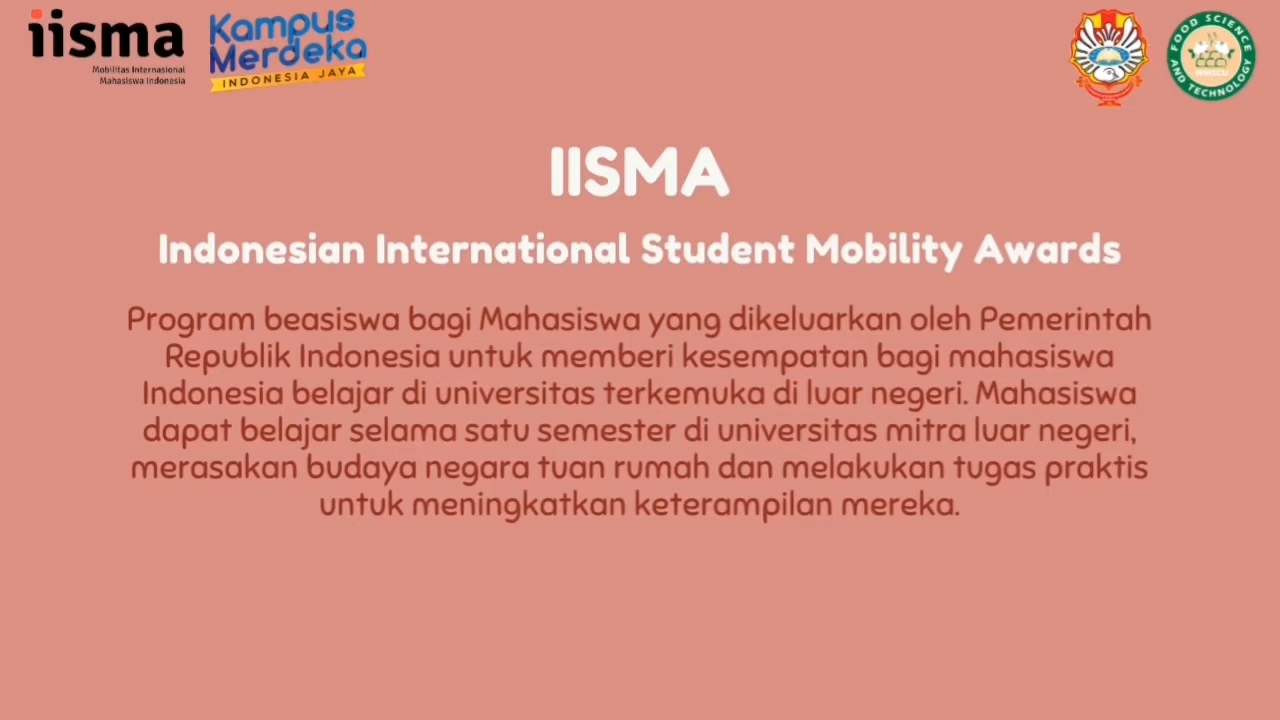 iisma
Mobilitas Internasional
Mahasiswa Indonesia
Kampus
Merdeka
INDONESIA JAYA
FOOD SCIENCE
AND TECHNOLOGY
WMSCU
IISMA
Indonesian International Student Mobility Awards
Program beasiswa bagi Mahasiswa yang dikeluarkan oleh Pemerintah
Republik Indonesia untuk memberi kesempatan bagi mahasiswa
Indonesia belajar di universitas terkemuka di luar negeri. Mahasiswa
dapat belajar selama satu semester di universitas mitra luar negeri,
merasakan budaya negara tuan rumah dan melakukan tugas praktis
untuk meningkatkan keterampilan mereka.